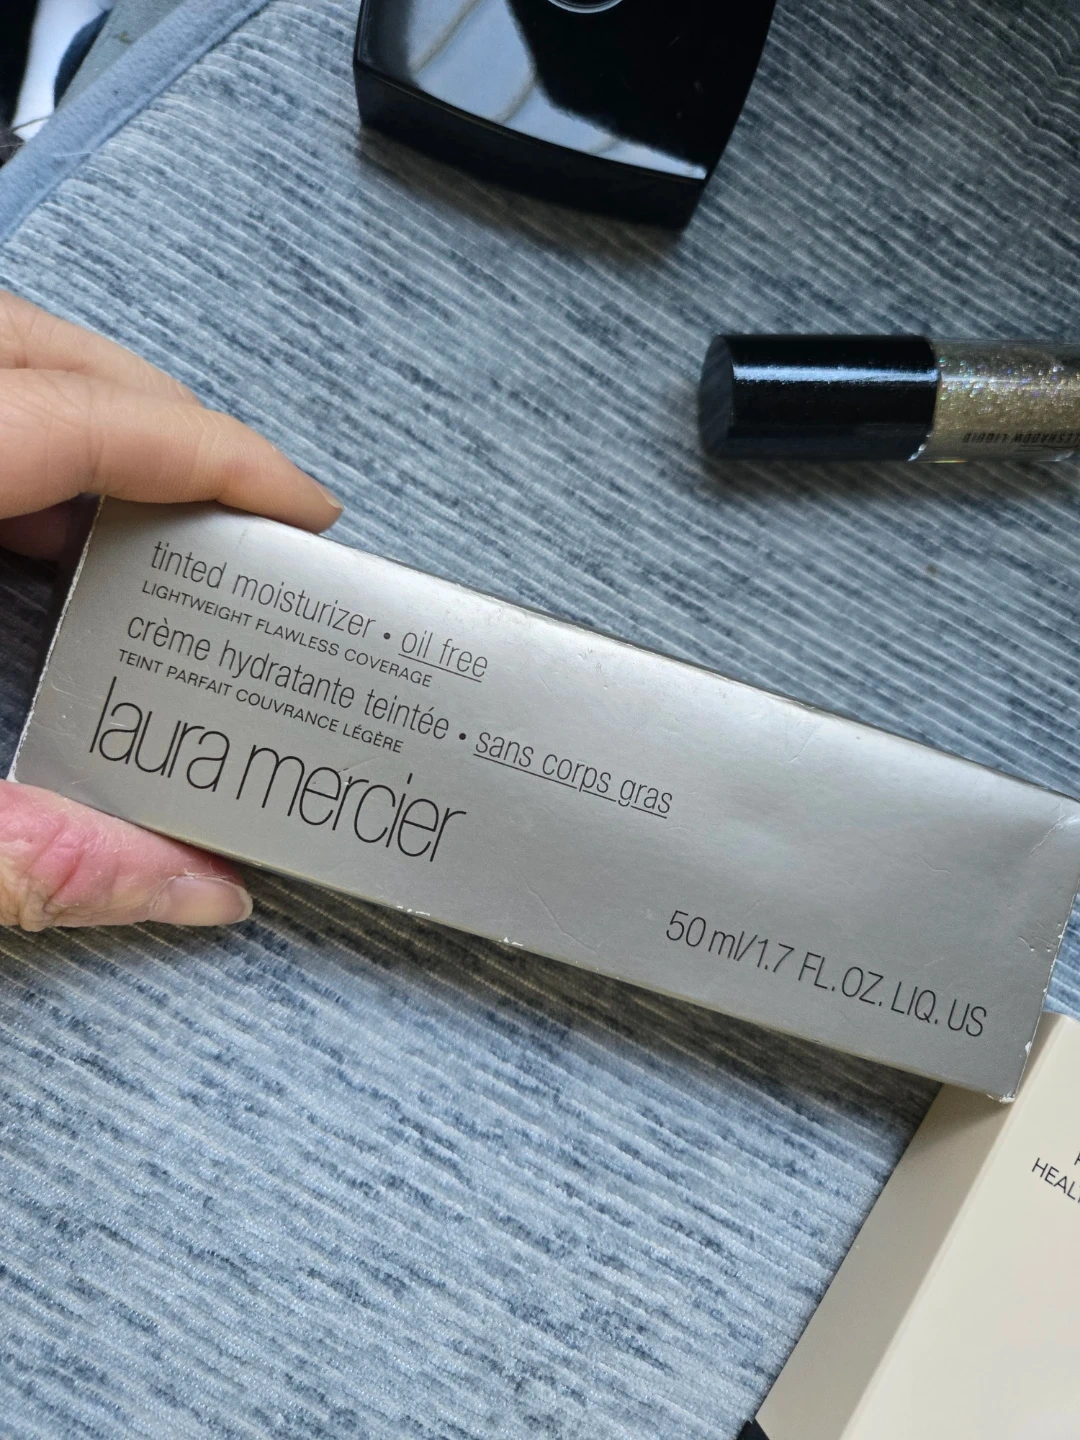 tinted moisturizer • oil free
LIGHTWEIGHT FLAWLESS COVERAGE
crème hydratante teintée • sans corps gras
TEINT PARFAIT COUVRANCE LÉGÈRE
laura mercier
50 ml/1.7 FL. OZ. LIQ. US
LIQUID